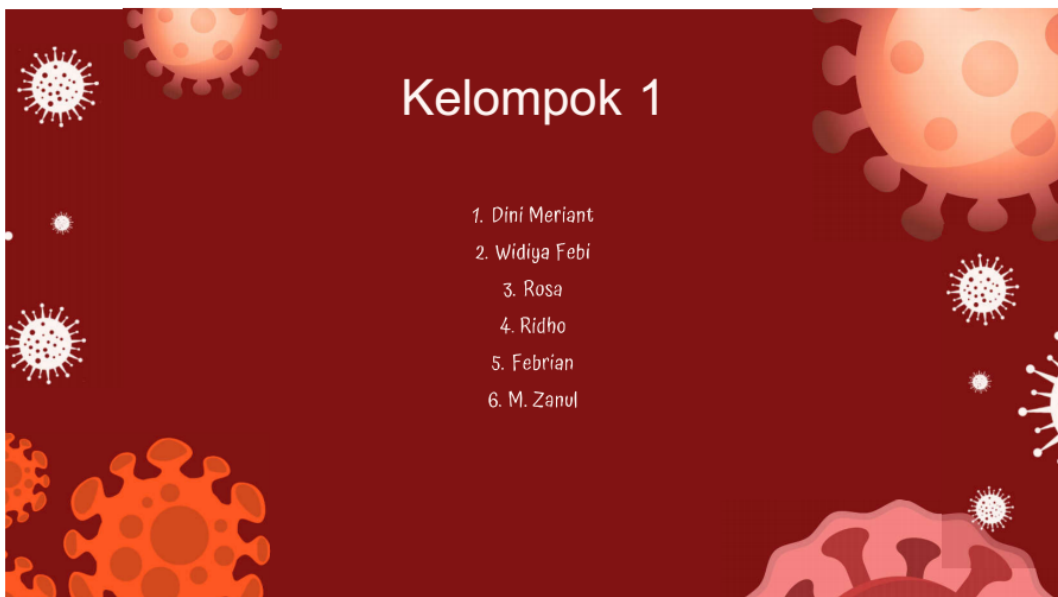 Kelompok 1
1. Dini Meriant
2. Widiya Febi
3. Rosa
4. Ridho
5. Febrian
6. M. Zanul